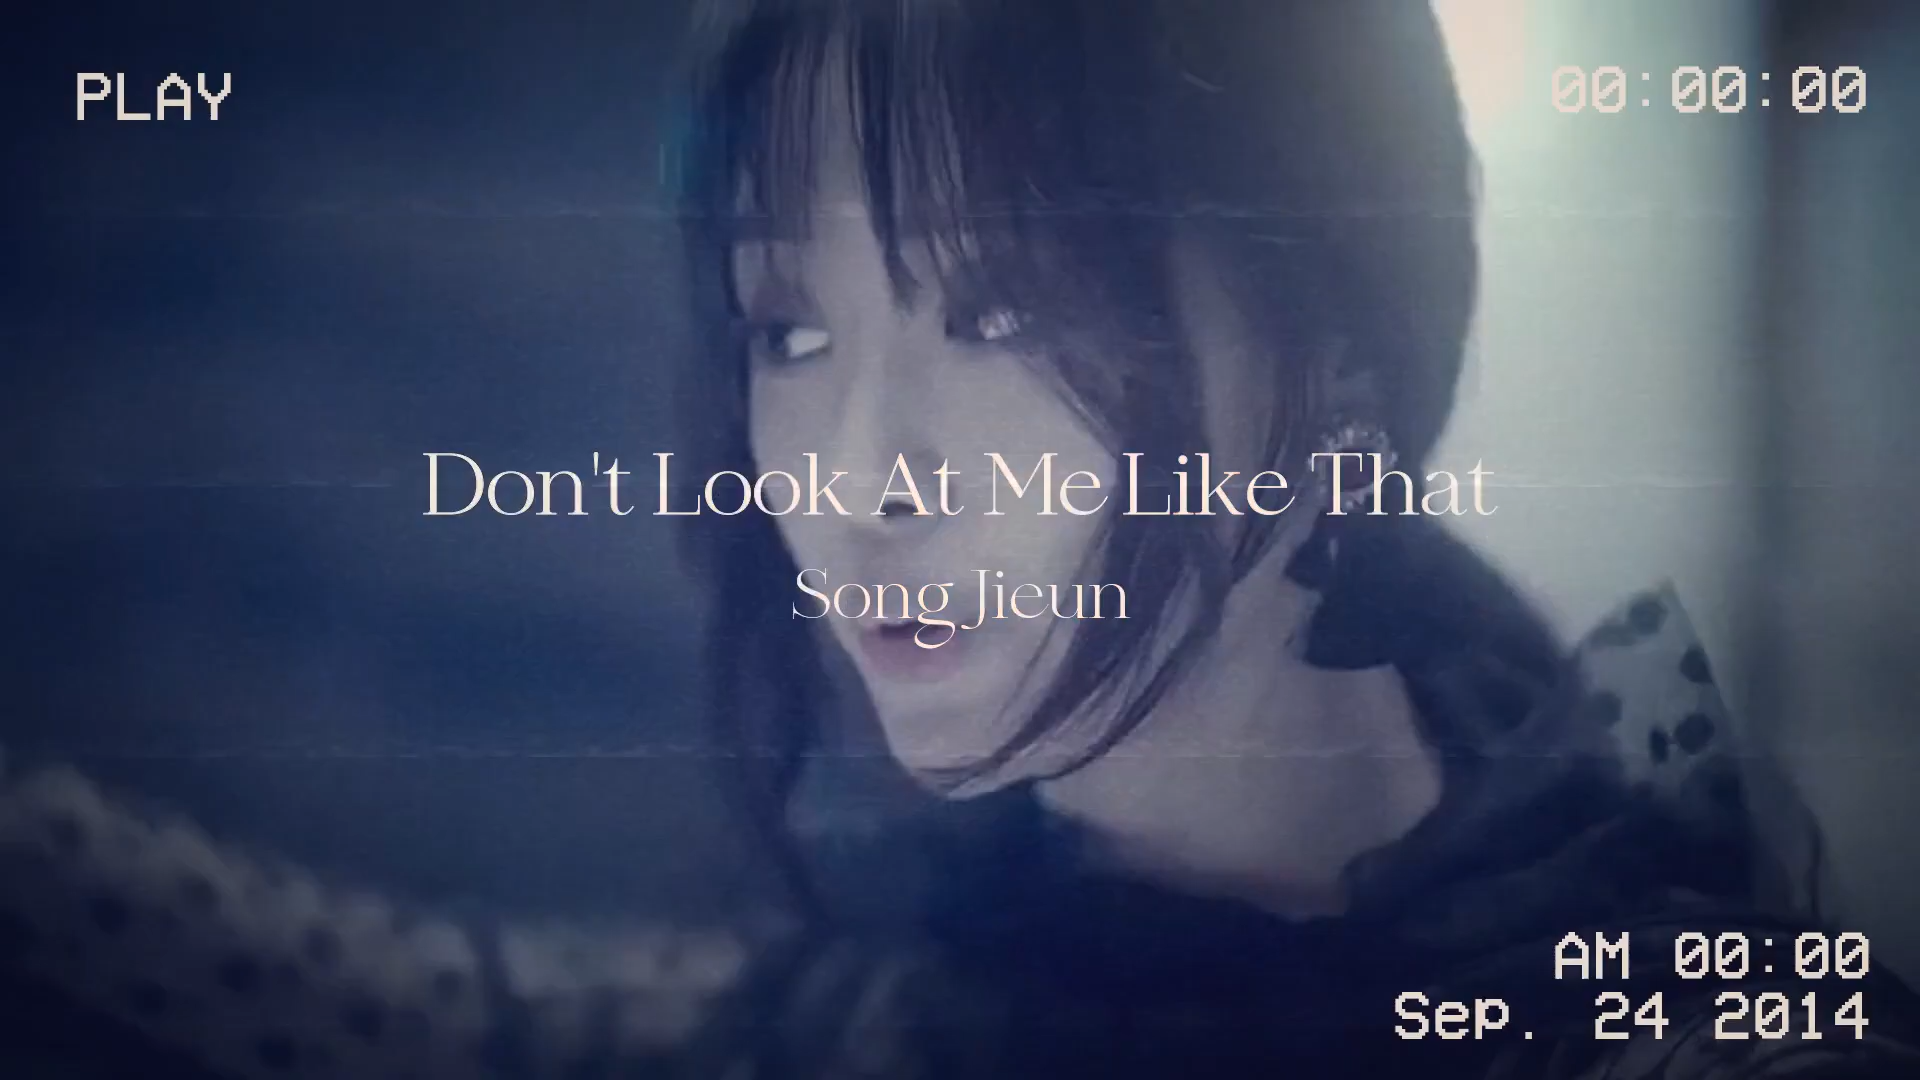 PLAY
00:00:00
Don't Look At Me Like That
Song Jieun
AM 00:00
Sep. 24 2014